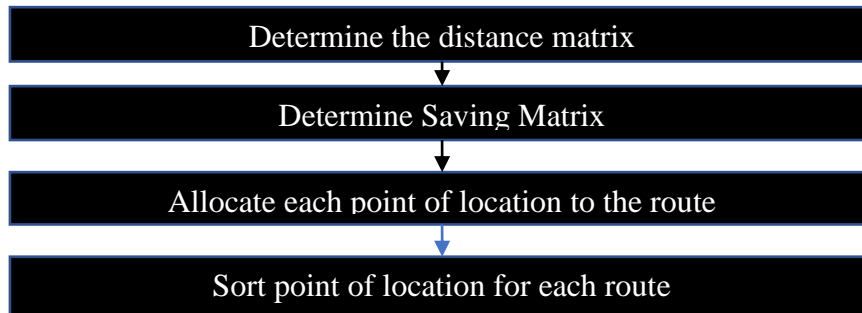 Determine the distance matrix
Determine Saving Matrix
Allocate each point of location to the route
Sort point of location for each route